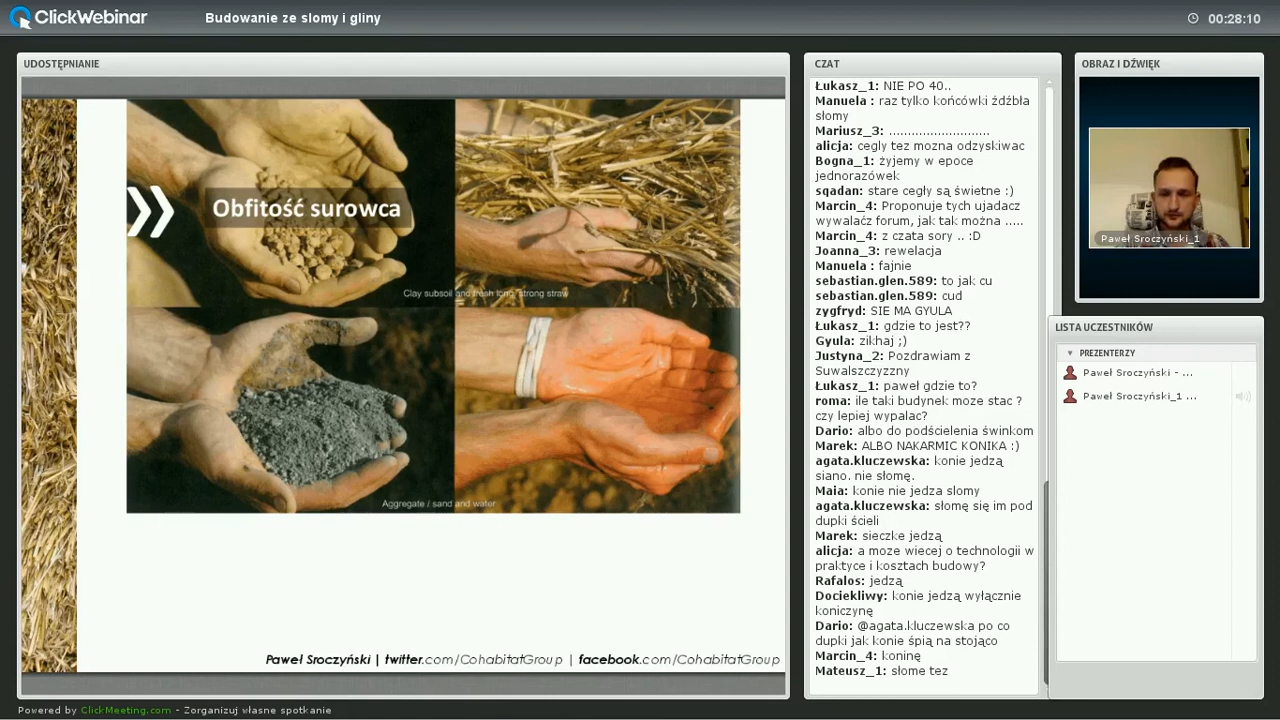 ClickWebinar
Budowanie ze slomy i gliny
00:28:10
UDOSTĘPNIANIE
Obfitość surowca
Clay subsoil and fresh long, strong straw
Aggregate / sand and water
Paweł Sroczyński | twitter.com/CohabitatGroup | facebook.com/CohabitatGroup
CZAT
Łukasz_1: NIE PO 40..
Manuela : raz tylko końcówki źdźbła
słomy
Mariusz_3: ..........................
alicja: cegly tez mozna odzyskiwac
Bogna_1: żyjemy w epoce
jednorazówek
sqadan: stare cegły są świetne :)
Marcin_4: Proponuje tych ujadacz
wywalaćz forum, jak tak można .....
Marcin_4: z czata sory .. :D
Joanna_3: rewelacja
Manuela : fajnie
sebastian.glen.589: to jak cu
sebastian.glen.589: cud
zygfryd: SIE MA GYULA
Łukasz_1: gdzie to jest??
Gyula: zikhaj ;)
Justyna_2: Pozdrawiam z
Suwalszczyzzny
Łukasz_1: paweł gdzie to?
roma: ile taki budynek moze stac ?
czy lepiej wypalac?
Dario: albo do podścielenia świnkom
Marek: ALBO NAKARMIC KONIKA :)
agata.kluczewska: konie jedzą
siano. nie słomę.
Maia: konie nie jedza slomy
agata.kluczewska: słomę się im pod
dupki ścieli
Marek: sieczke jedzą
alicja: a moze wiecej o technologii w
praktyce i kosztach budowy?
Rafalos: jedzą
Dociekliwy: konie jedzą wyłącznie
koniczynę
Dario: @agata.kluczewska po co
dupki jak konie śpią na stojąco
Marcin_4: koninę
Mateusz_1: słome tez
OBRAZ I DŹWIĘK
Paweł Sroczyński_1
LISTA UCZESTNIKÓW
PREZENTERZY
Paweł Sroczyński - ...
Paweł Sroczyński_1 ...
Powered by ClickMeeting.com - Zorganizuj własne spotkanie